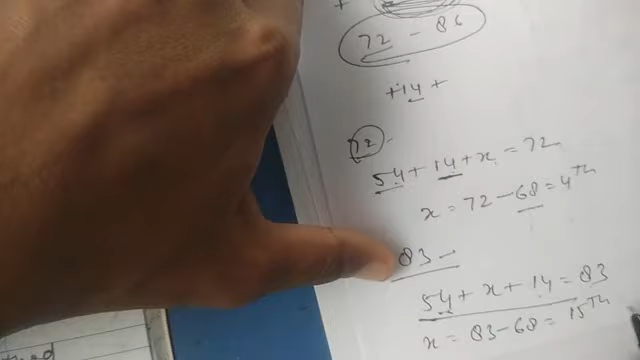 +
72 - 86
+14 +
72 -
54 + 14 + x = 72
x = 72 - 68 = 4th
83 -
54 + x + 14 = 83
x = 83 - 68 = 15th